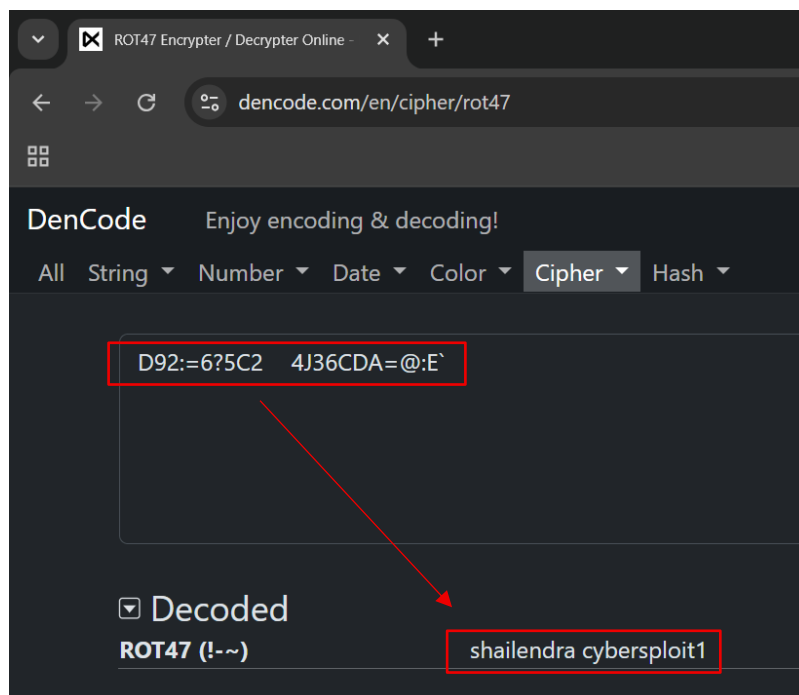 ROT47 Encrypter / Decrypter Online -
dencode.com/en/cipher/rot47
DenCode Enjoy encoding & decoding!
All String Number Date Color Cipher Hash
D92:=6?5C2 4J36CDA=@:E`
Decoded
ROT47 (!-~) shailendra cybersploit1